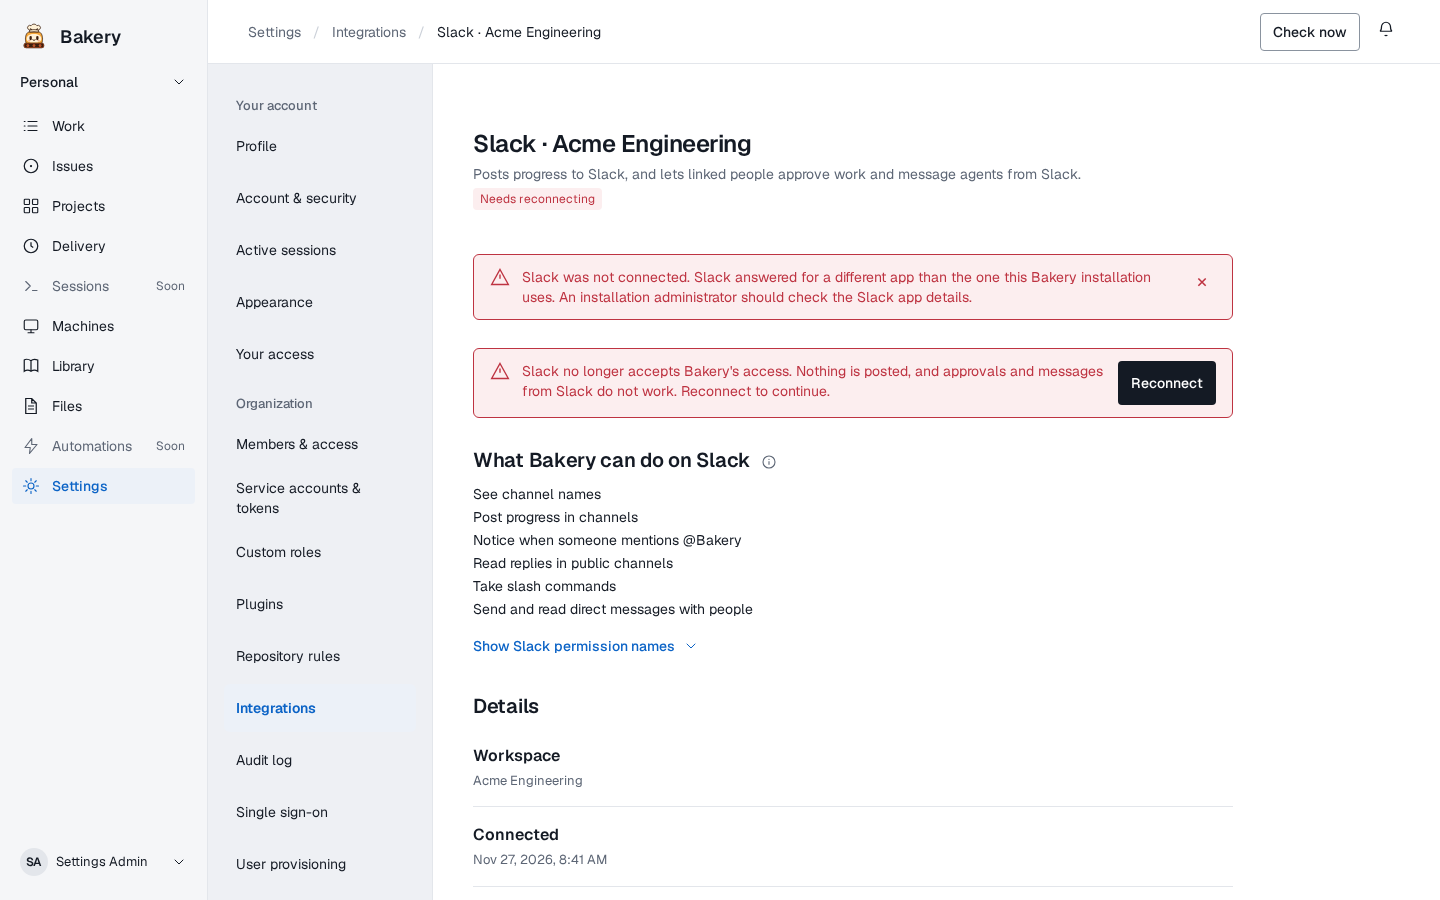 Bakery
Personal
Work
Issues
Projects
Delivery
Sessions Soon
Machines
Library
Files
Automations Soon
Settings
SA Settings Admin
Settings / Integrations / Slack · Acme Engineering
Check now
Your account
Profile
Account & security
Active sessions
Appearance
Your access
Organization
Members & access
Service accounts &
tokens
Custom roles
Plugins
Repository rules
Integrations
Audit log
Single sign-on
User provisioning
Slack · Acme Engineering
Posts progress to Slack, and lets linked people approve work and message agents from Slack.
Needs reconnecting
Slack was not connected. Slack answered for a different app than the one this Bakery installation
uses. An installation administrator should check the Slack app details.
Slack no longer accepts Bakery's access. Nothing is posted, and approvals and messages
from Slack do not work. Reconnect to continue.
Reconnect
What Bakery can do on Slack
See channel names
Post progress in channels
Notice when someone mentions @Bakery
Read replies in public channels
Take slash commands
Send and read direct messages with people
Show Slack permission names
Details
Workspace
Acme Engineering
Connected
Nov 27, 2026, 8:41 AM